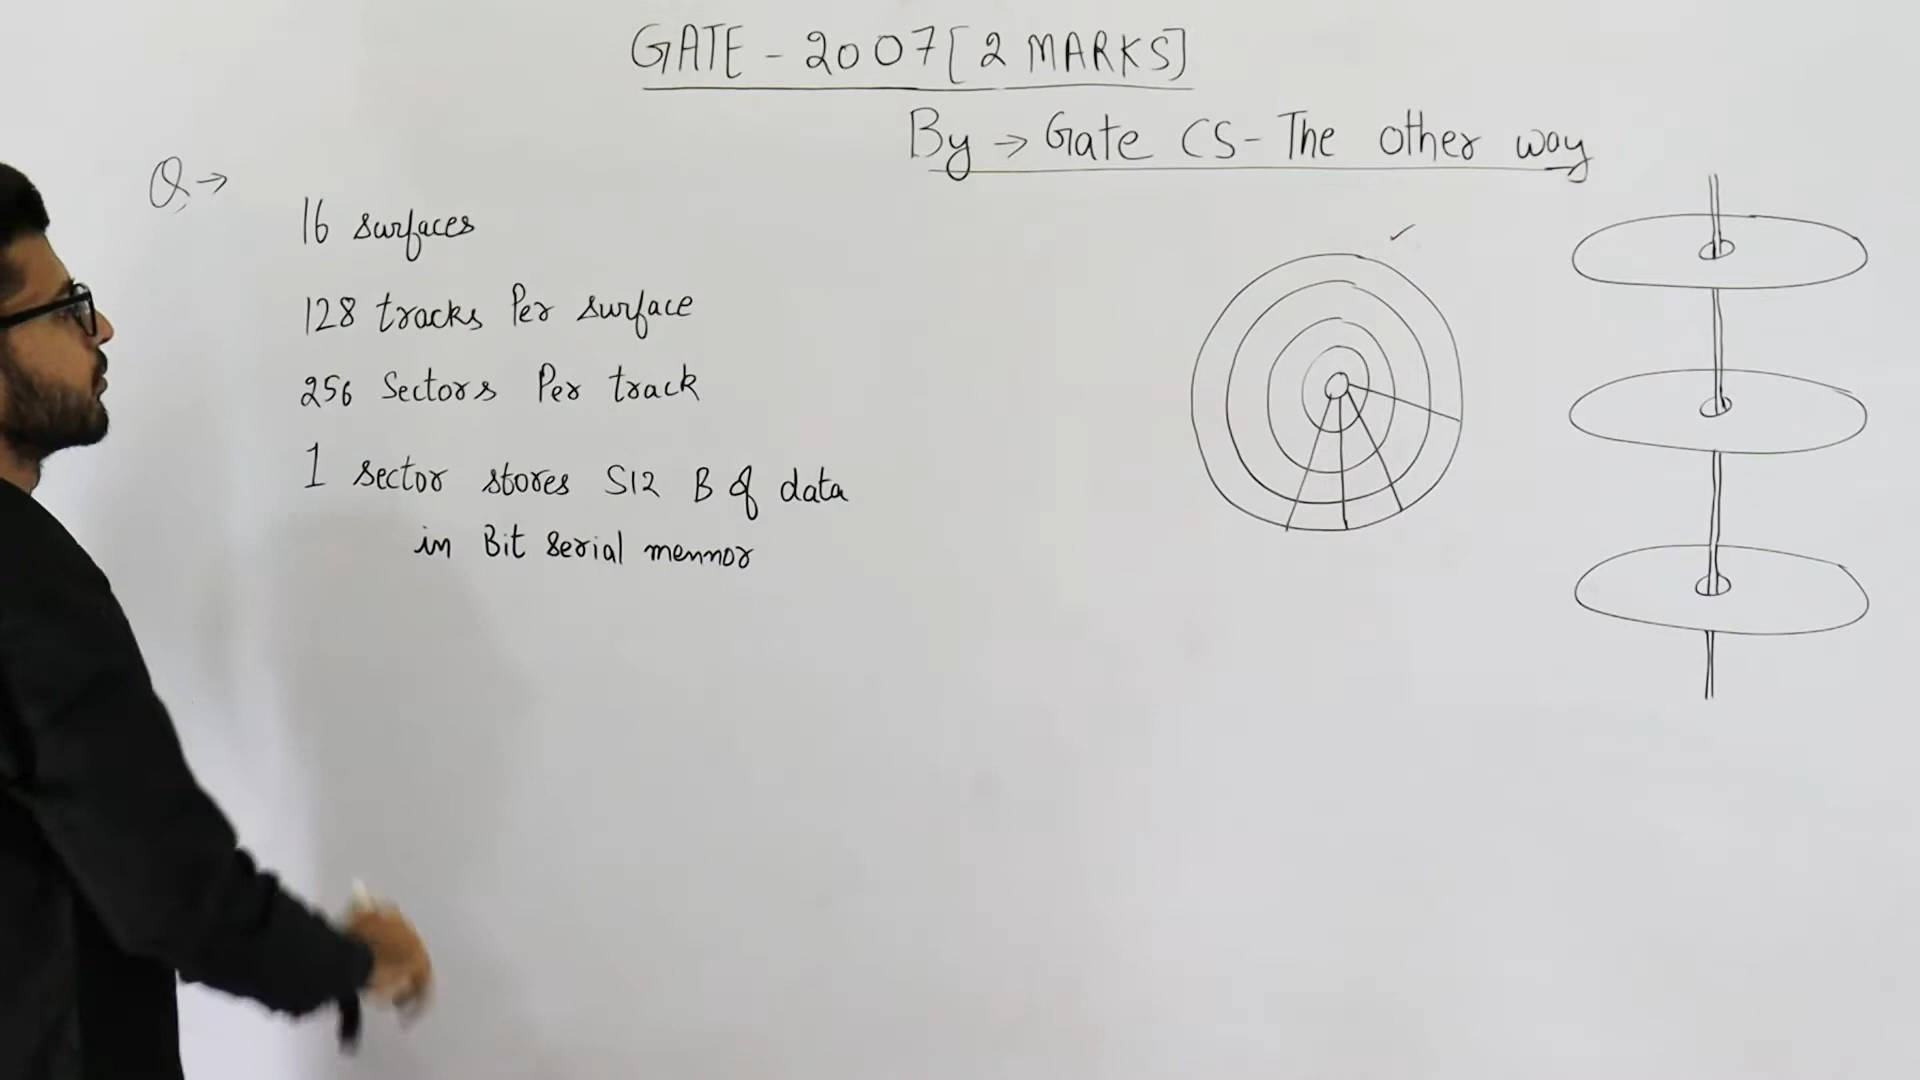 GATE - 2007 [2 MARKS]
By → Gate CS - The other way
Q →
16 surfaces
128 tracks Per surface
256 Sectors Per track
1 sector stores 512 B of data
in Bit serial mennor